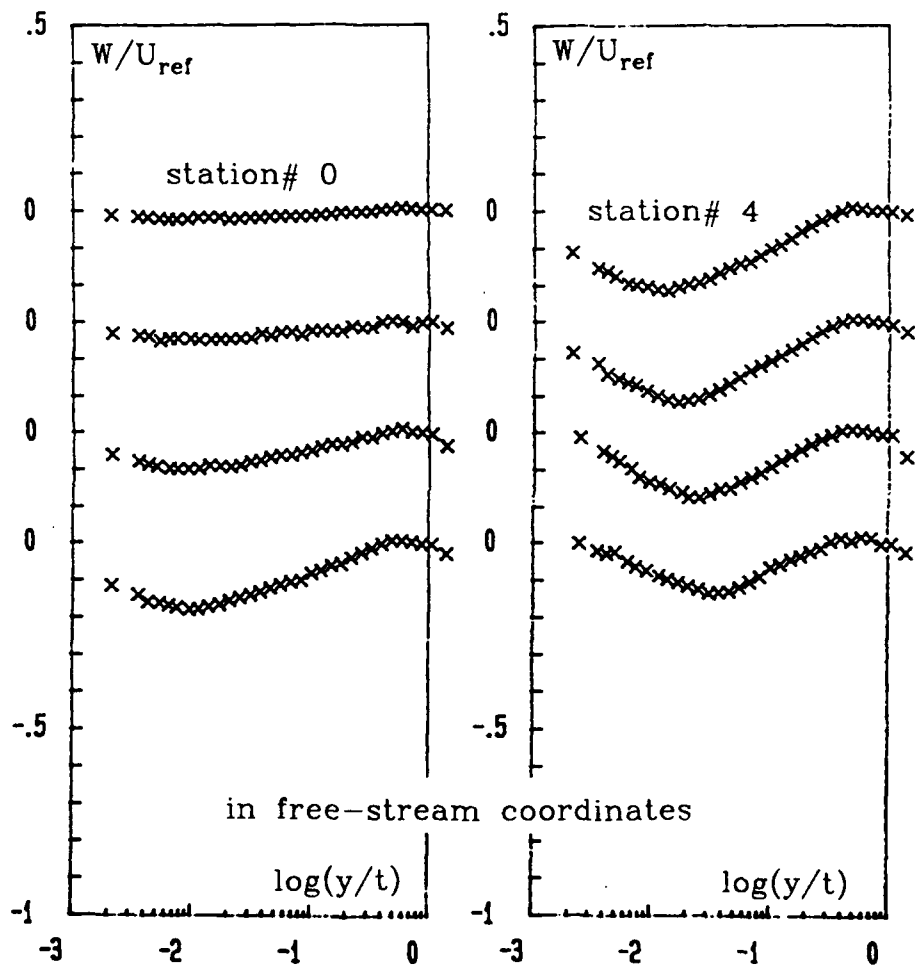 .5 .5
W/U_ref W/U_ref
station# 0
0 0
station# 4
0 0
0 0
0 0
-.5 -.5
in free-stream coordinates
log(y/t) log(y/t)
-1 -1
-3 -2 -1 0 -3 -2 -1 0